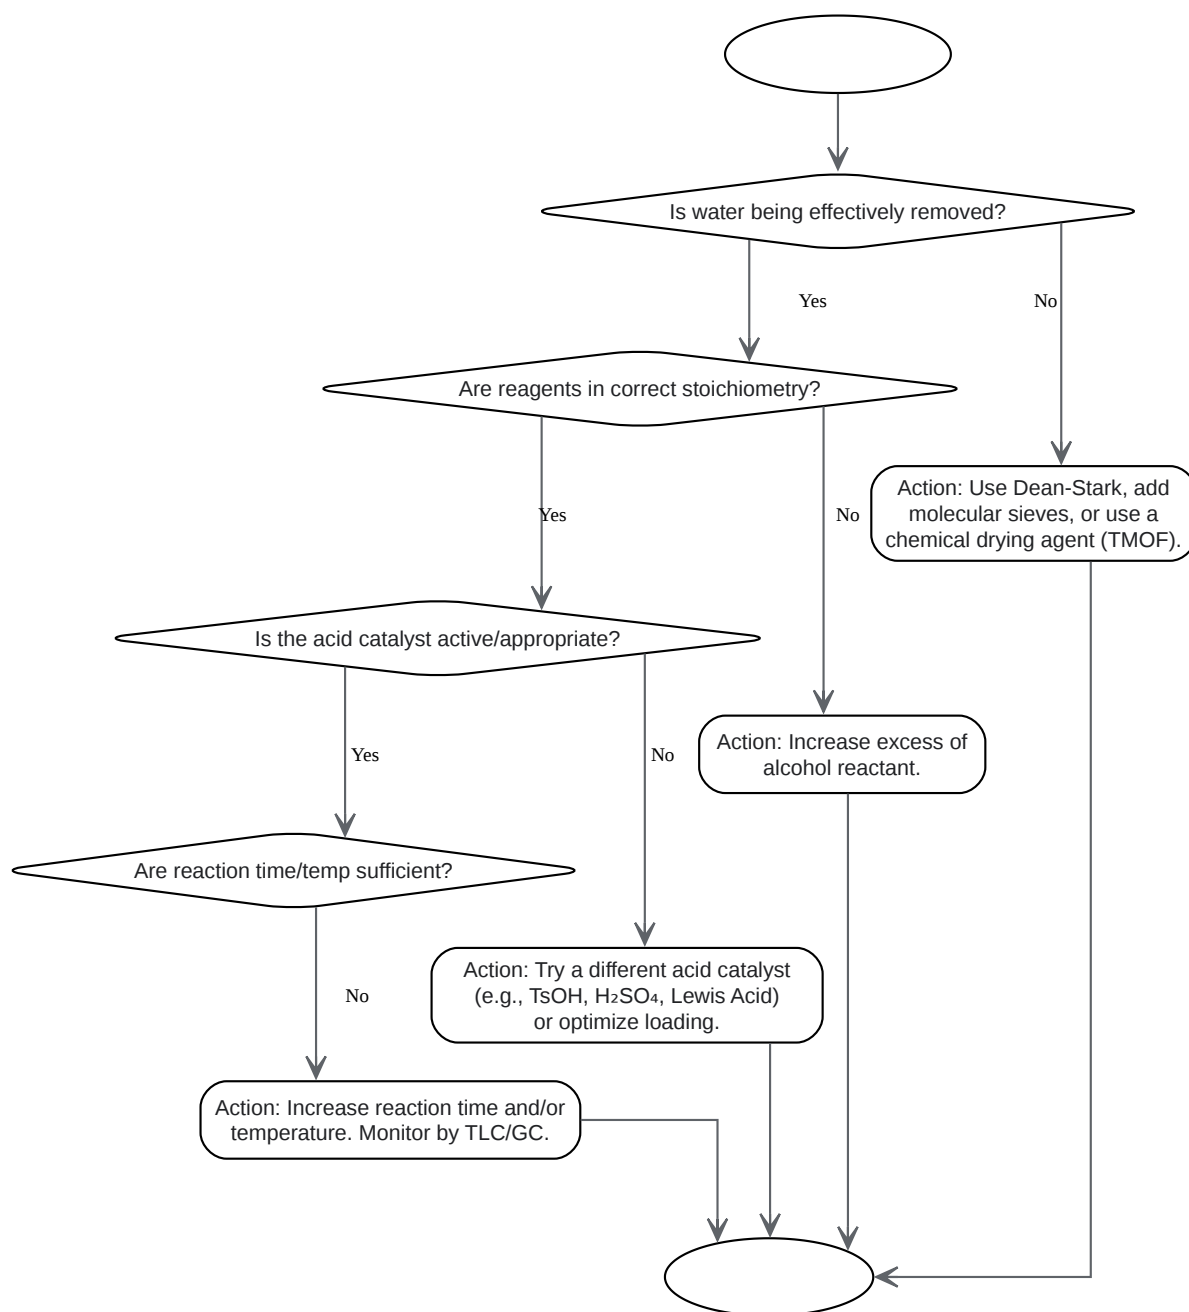 Is water being effectively removed?
Yes
No
Are reagents in correct stoichiometry?
Yes
No
Action: Use Dean-Stark, add
molecular sieves, or use a
chemical drying agent (TMOF).
Is the acid catalyst active/appropriate?
Yes
No
Action: Increase excess of
alcohol reactant.
Are reaction time/temp sufficient?
No
Action: Try a different acid catalyst
(e.g., TsOH, H₂SO₄, Lewis Acid)
or optimize loading.
Action: Increase reaction time and/or
temperature. Monitor by TLC/GC.